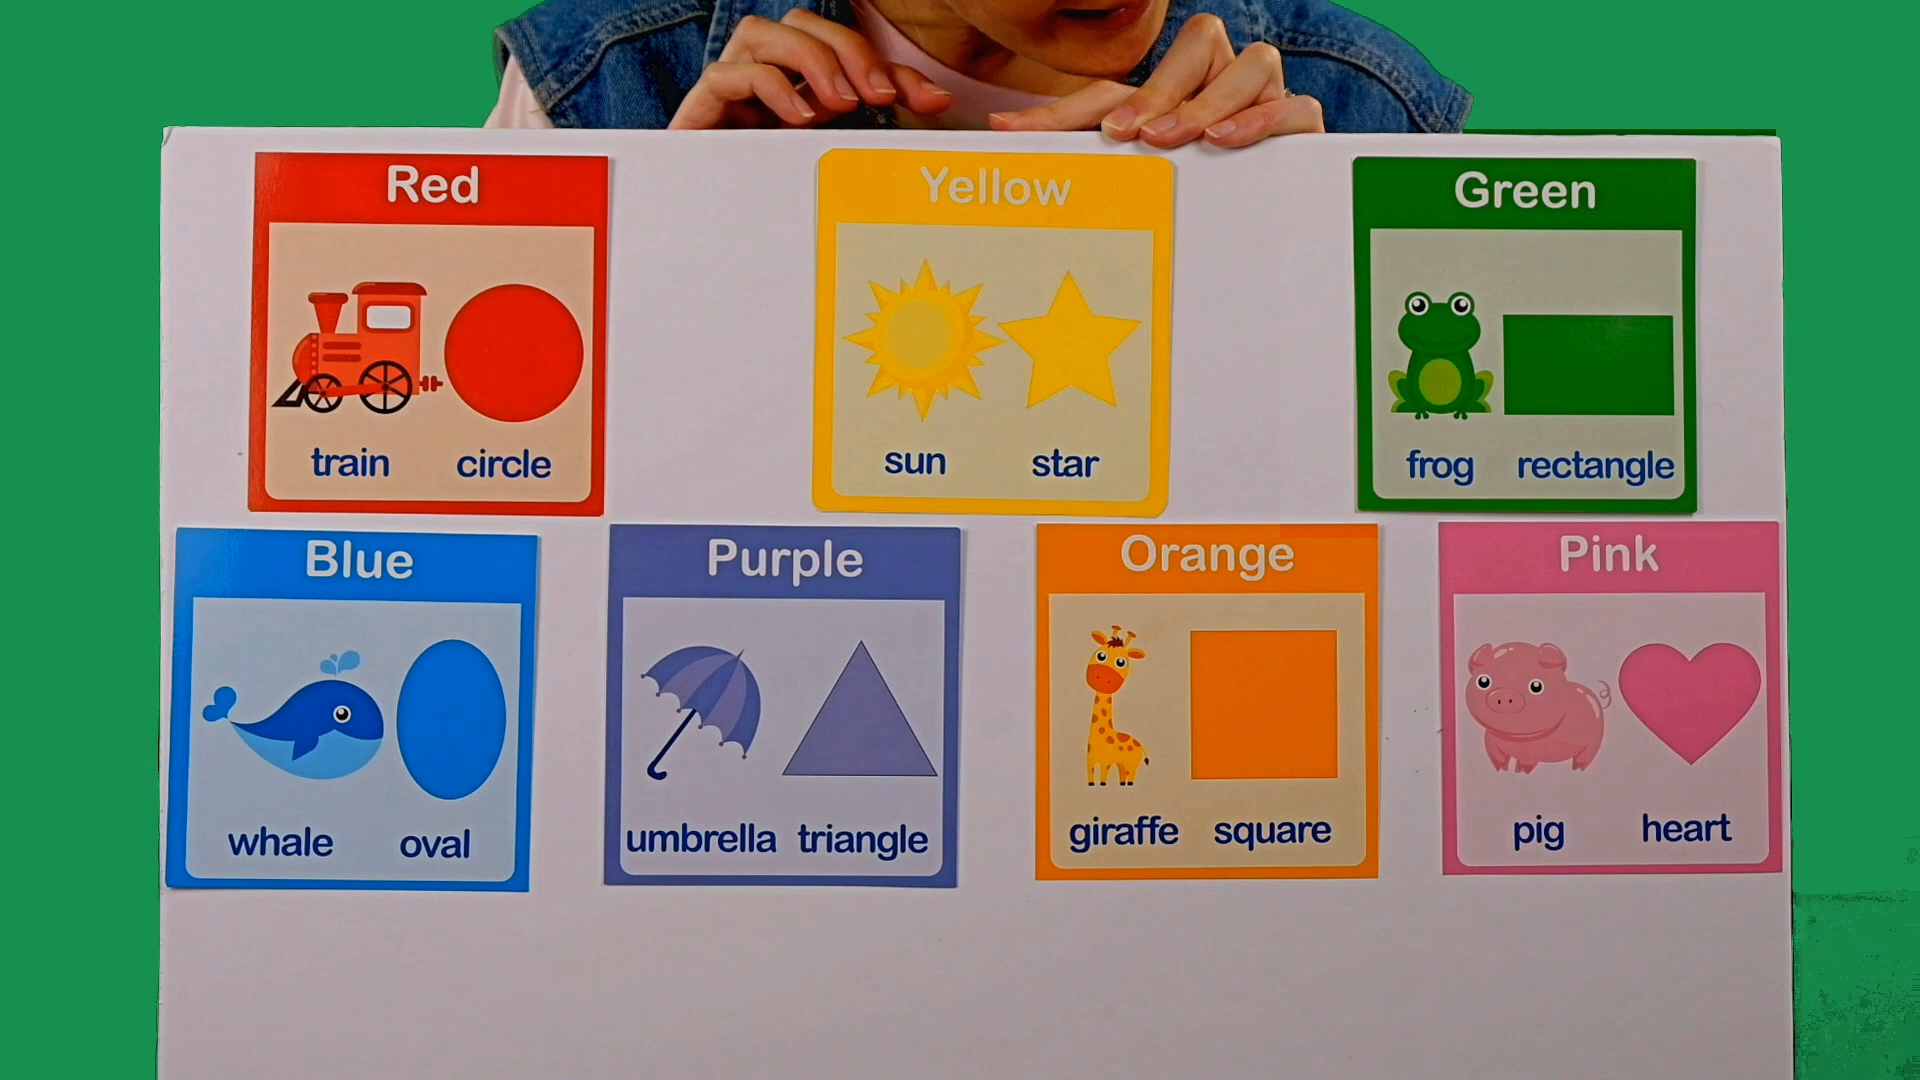 Red
train circle
Yellow
sun star
Green
frog rectangle
Blue
whale oval
Purple
umbrella triangle
Orange
giraffe square
Pink
pig heart